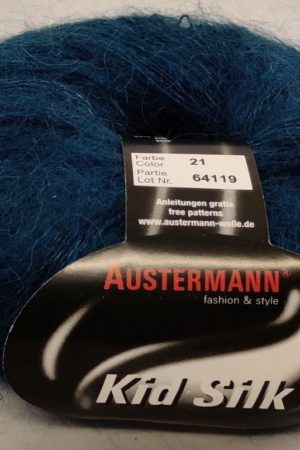 Farbe
Color 21
Partie
Lot Nr. 64119
Anleitungen gratis
free patterns
www.austermann-wolle.de
AUSTERMANN®
fashion & style
Kid Silk